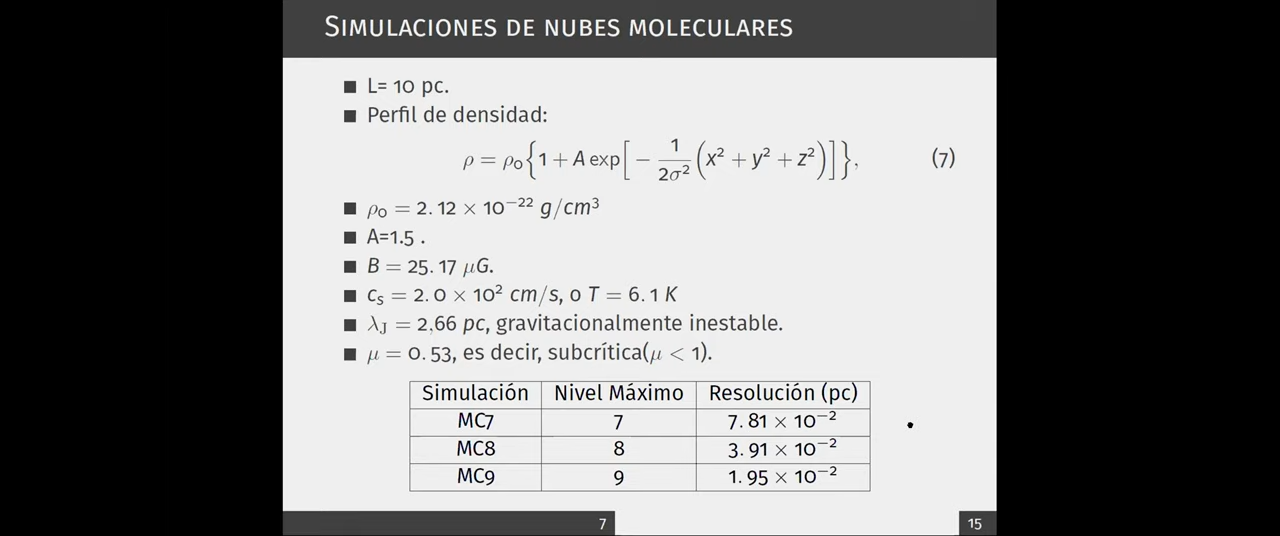 Simulaciones de nubes moleculares
■ L= 10 pc.
■ Perfil de densidad:
ρ = ρ₀{1 + A exp[− 1/2σ² (x² + y² + z²)]}, (7)
■ ρ₀ = 2.12 × 10⁻²² g/cm³
■ A=1.5 .
■ B = 25.17 μG.
■ cₛ = 2.0 × 10² cm/s, o T = 6.1 K
■ λ_J = 2,66 pc, gravitacionalmente inestable.
■ μ = 0.53, es decir, subcrítica(μ < 1).
Simulación Nivel Máximo Resolución (pc)
MC7 7 7.81 × 10⁻²
MC8 8 3.91 × 10⁻²
MC9 9 1.95 × 10⁻²
7 15